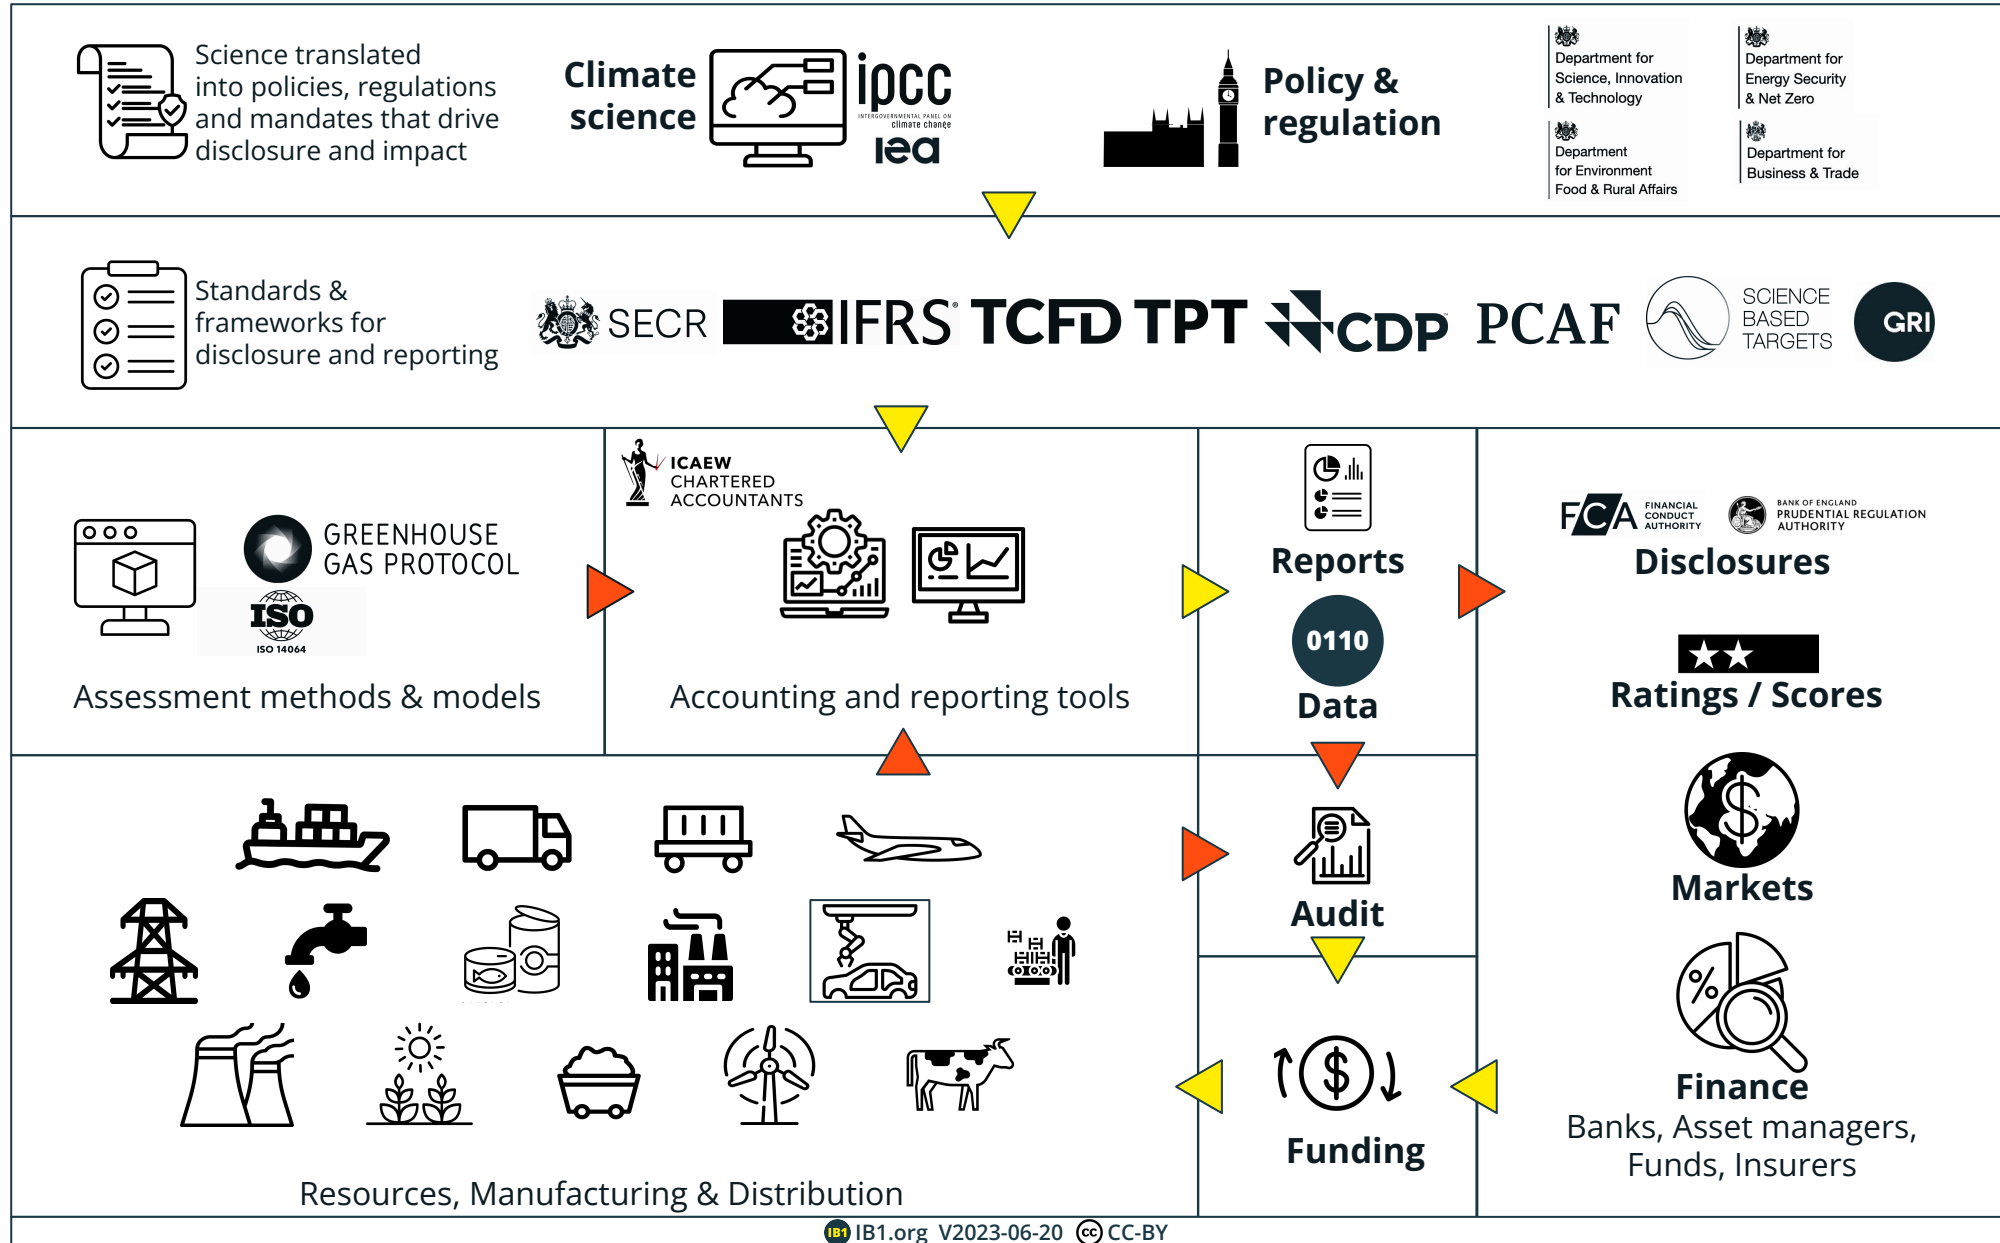 Science translated
into policies, regulations
and mandates that drive
disclosure and impact
Climate
science
ipcc
INTERGOVERNMENTAL PANEL ON
climate change
iea
Policy &
regulation
Department for
Science, Innovation
& Technology
Department for
Energy Security
& Net Zero
Department
for Environment
Food & Rural Affairs
Department for
Business & Trade
Standards &
frameworks for
disclosure and reporting
SECR
IFRS®
TCFD
TPT
CDP
PCAF
SCIENCE
BASED
TARGETS
GRI
GREENHOUSE
GAS PROTOCOL
ISO
ISO 14064
Assessment methods & models
ICAEW
CHARTERED
ACCOUNTANTS
Accounting and reporting tools
Reports
0110
Data
FCA
FINANCIAL
CONDUCT
AUTHORITY
BANK OF ENGLAND
PRUDENTIAL REGULATION
AUTHORITY
Disclosures
Ratings / Scores
$
Markets
%
Finance
Banks, Asset managers,
Funds, Insurers
Audit
$
Funding
Resources, Manufacturing & Distribution
IB1 IB1.org V2023-06-20 cc CC-BY